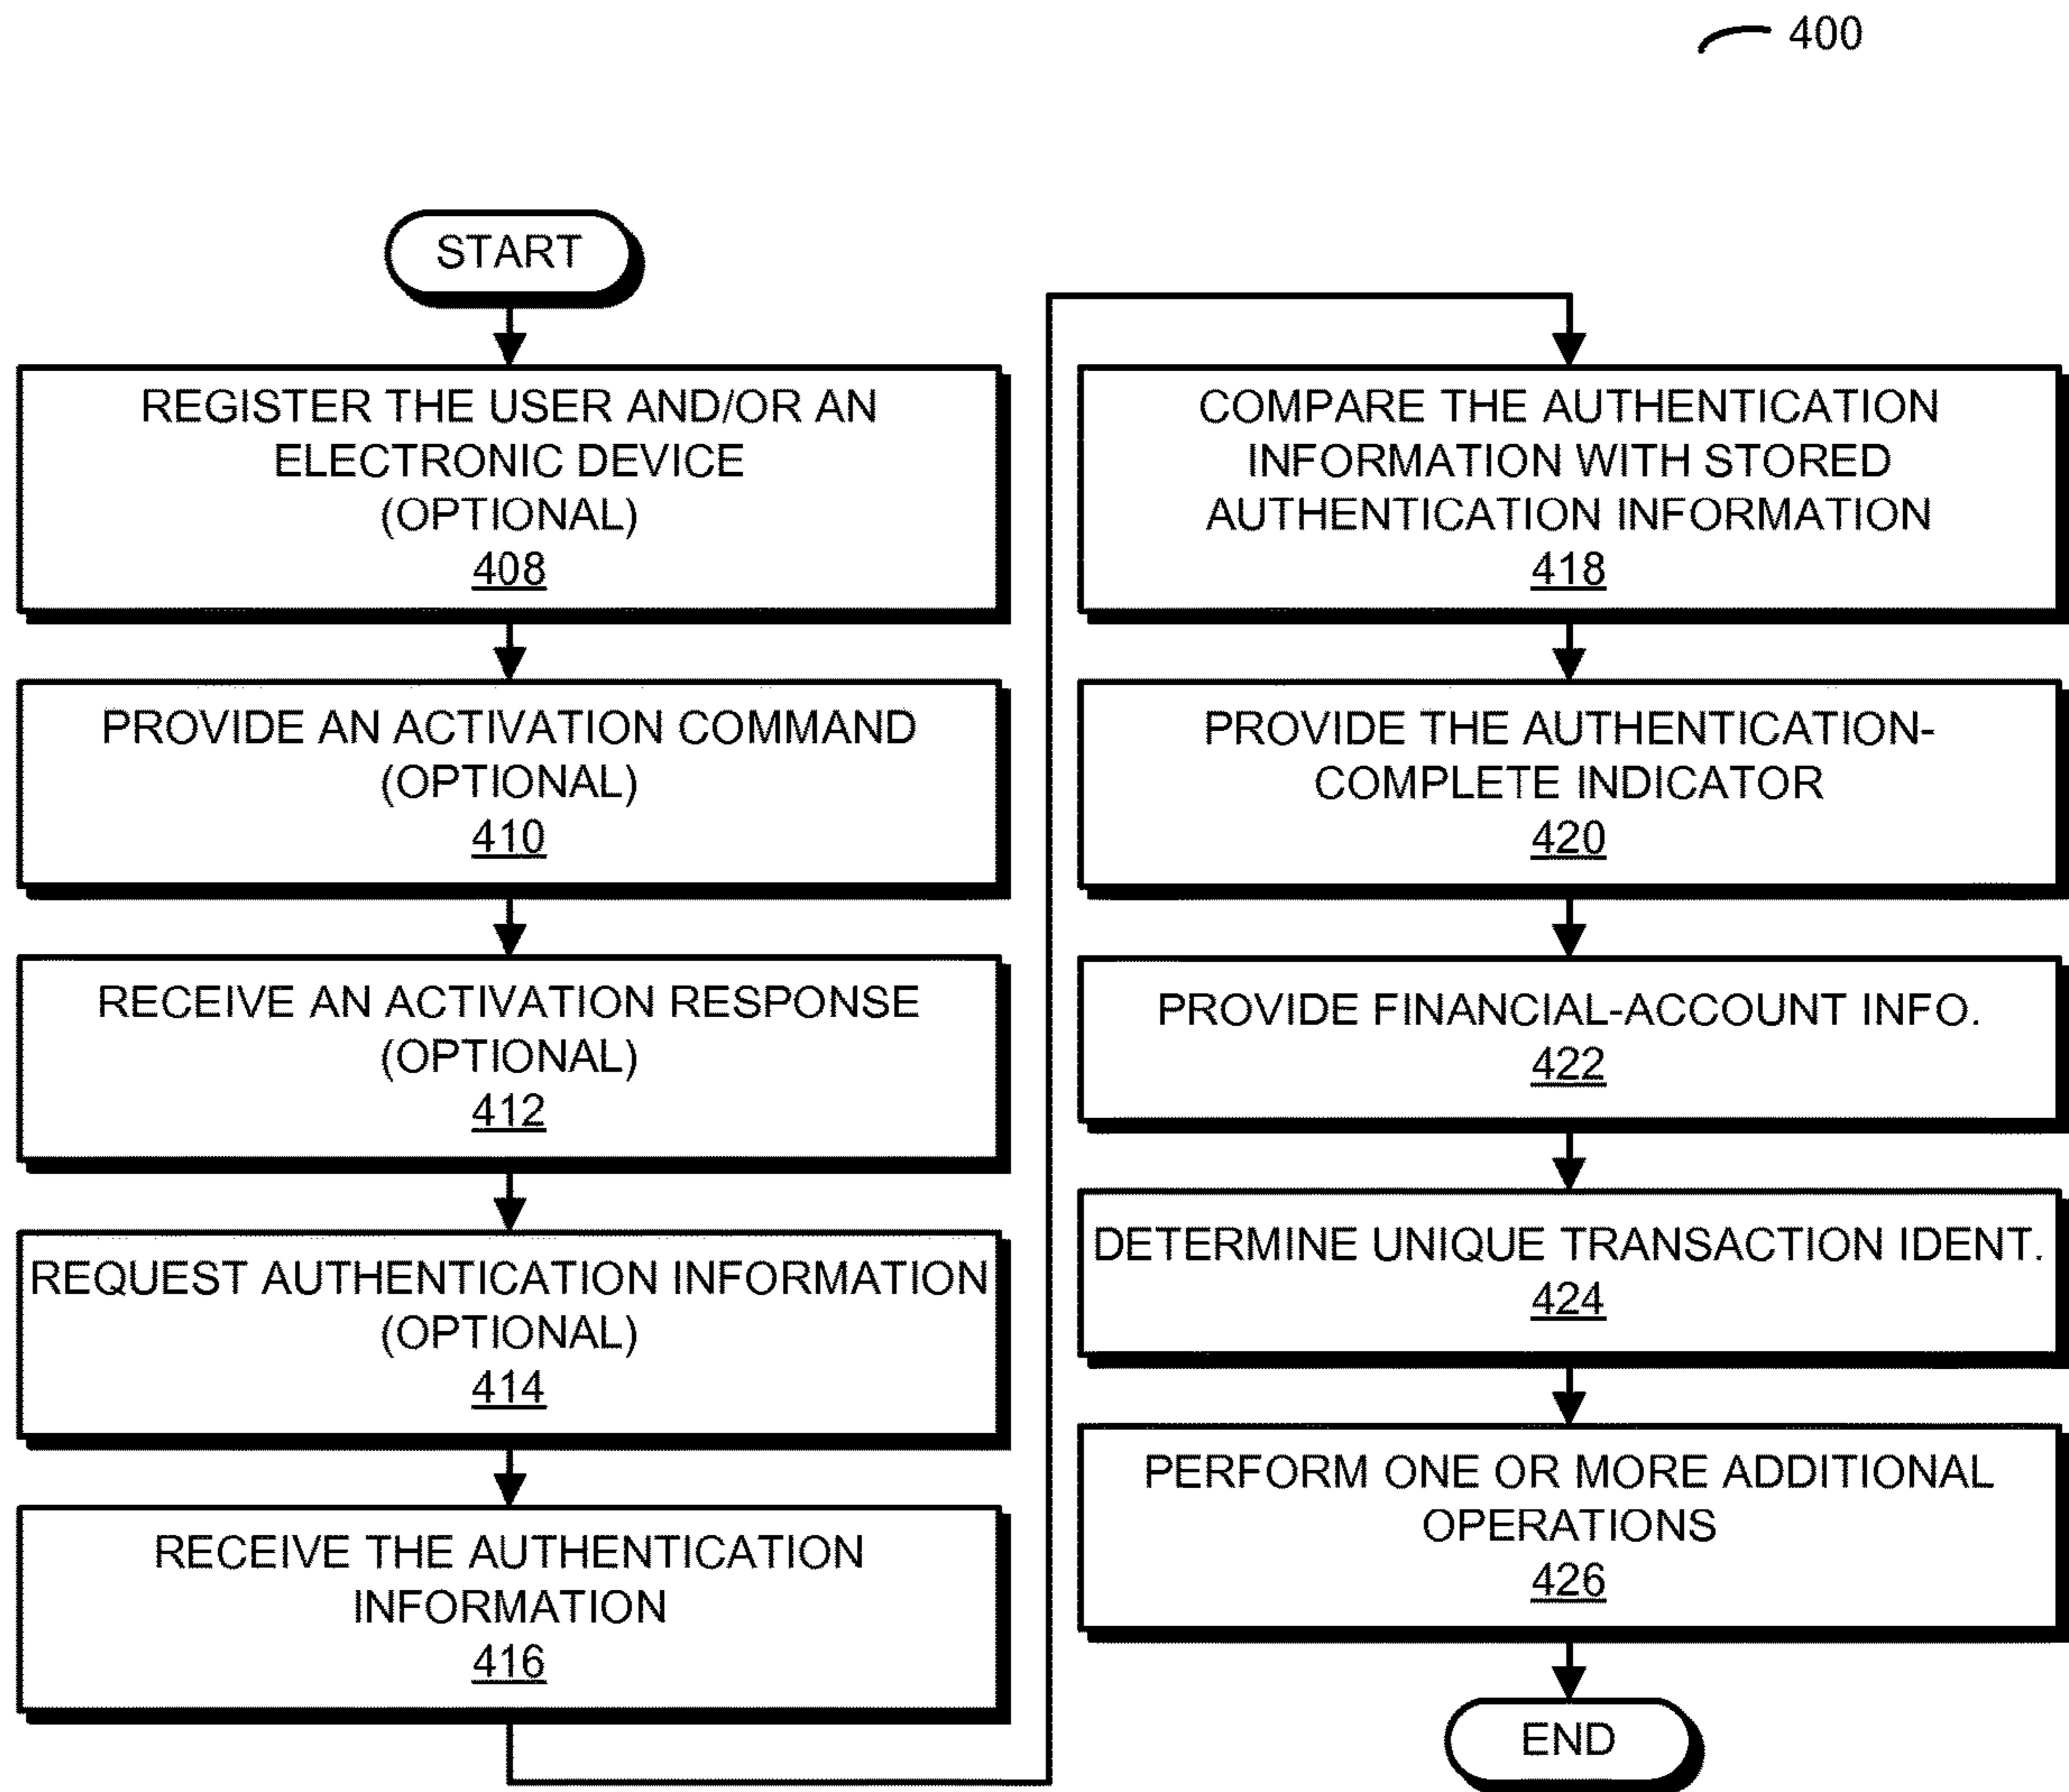 400
START
REGISTER THE USER AND/OR AN
ELECTRONIC DEVICE
(OPTIONAL)
408
PROVIDE AN ACTIVATION COMMAND
(OPTIONAL)
410
RECEIVE AN ACTIVATION RESPONSE
(OPTIONAL)
412
REQUEST AUTHENTICATION INFORMATION
(OPTIONAL)
414
RECEIVE THE AUTHENTICATION
INFORMATION
416
COMPARE THE AUTHENTICATION
INFORMATION WITH STORED
AUTHENTICATION INFORMATION
418
PROVIDE THE AUTHENTICATION-
COMPLETE INDICATOR
420
PROVIDE FINANCIAL-ACCOUNT INFO.
422
DETERMINE UNIQUE TRANSACTION IDENT.
424
PERFORM ONE OR MORE ADDITIONAL
OPERATIONS
426
END